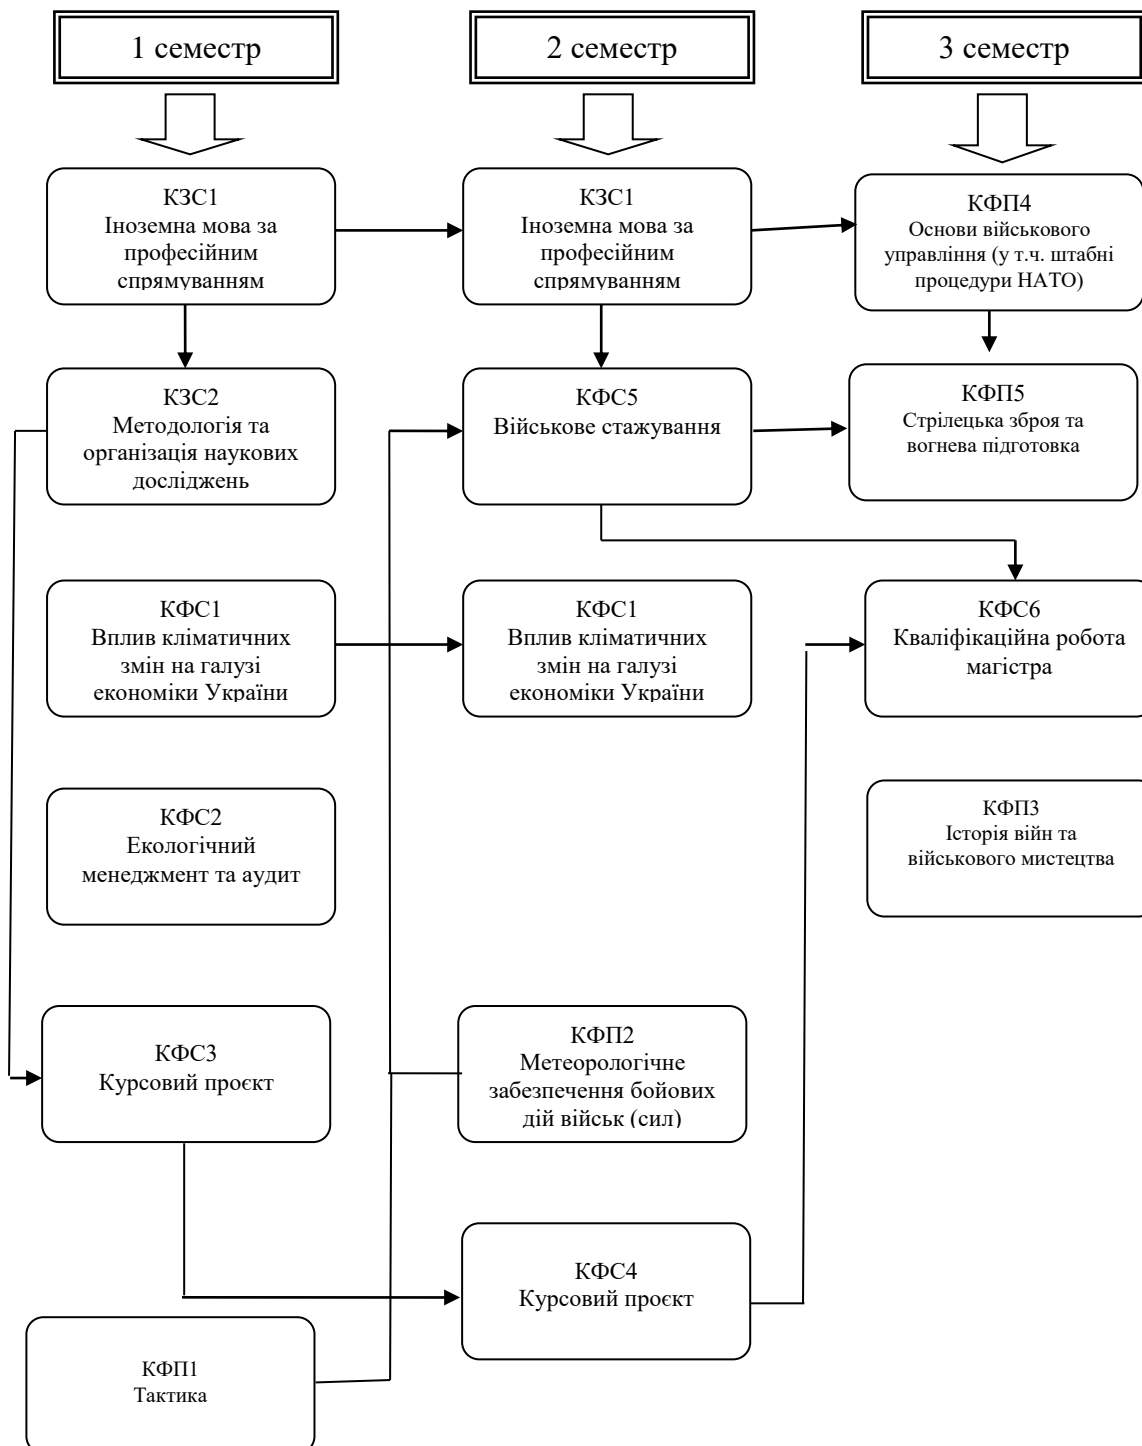 1 семестр
2 семестр
3 семестр
КЗС1
Іноземна мова за
професійним
спрямуванням
КЗС1
Іноземна мова за
професійним
спрямуванням
КФП4
Основи військового
управління (у т.ч. штабні
процедури НАТО)
КЗС2
Методологія та
організація наукових
досліджень
КФС5
Військове стажування
КФП5
Стрілецька зброя та
вогнева підготовка
КФС1
Вплив кліматичних
змін на галузі
економіки України
КФС1
Вплив кліматичних
змін на галузі
економіки України
КФС6
Кваліфікаційна робота
магістра
КФС2
Екологічний
менеджмент та аудит
КФП3
Історія війн та
військового мистецтва
КФС3
Курсовий проєкт
КФП2
Метеорологічне
забезпечення бойових
дій військ (сил)
КФС4
Курсовий проєкт
КФП1
Тактика